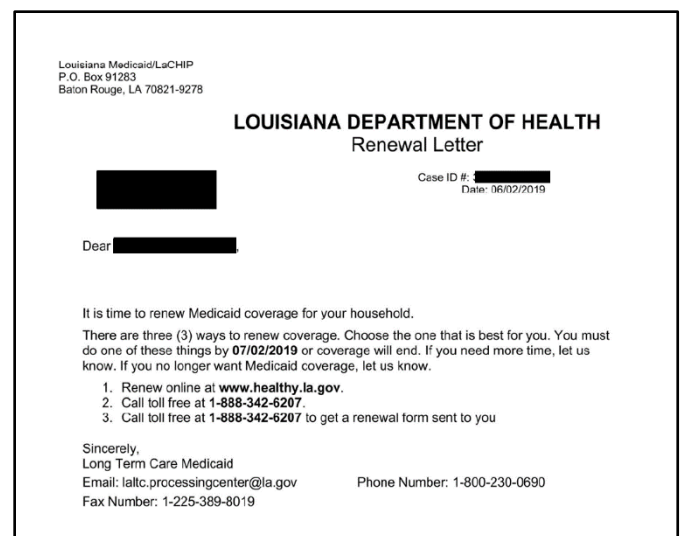 Louisiana Medicaid/LaCHIP
P.O. Box 91283
Baton Rouge, LA 70821-9278
LOUISIANA DEPARTMENT OF HEALTH
Renewal Letter
Case ID #:
Date: 06/02/2019
Dear ,
It is time to renew Medicaid coverage for your household.
There are three (3) ways to renew coverage. Choose the one that is best for you. You must
do one of these things by 07/02/2019 or coverage will end. If you need more time, let us
know. If you no longer want Medicaid coverage, let us know.
1. Renew online at www.healthy.la.gov.
2. Call toll free at 1-888-342-6207.
3. Call toll free at 1-888-342-6207 to get a renewal form sent to you
Sincerely,
Long Term Care Medicaid
Email: laltc.processingcenter@la.gov Phone Number: 1-800-230-0690
Fax Number: 1-225-389-8019